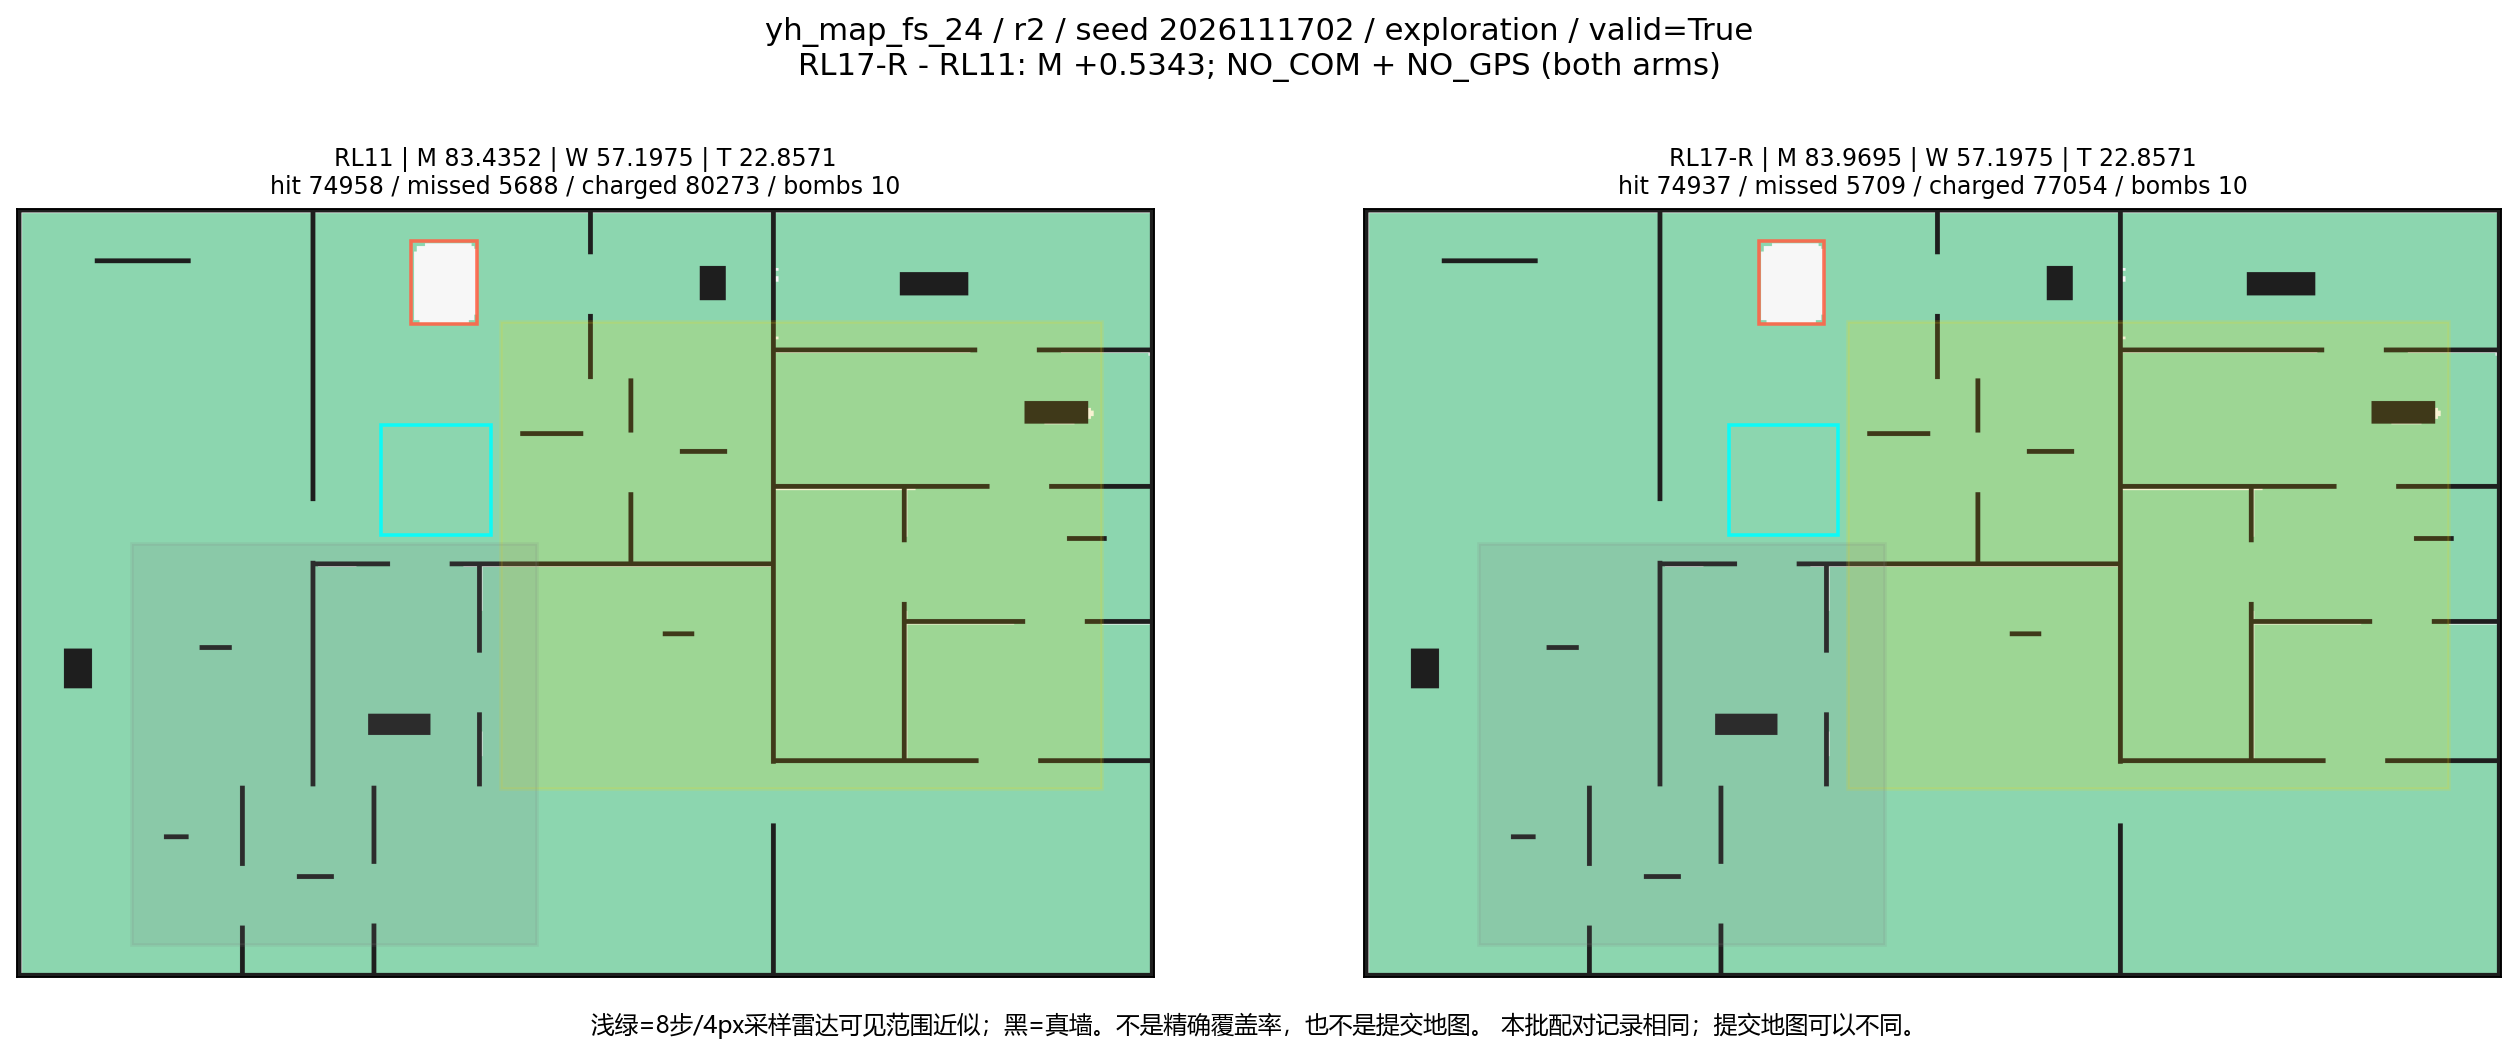 yh_map_fs_24 / r2 / seed 2026111702 / exploration / valid=True
RL17-R - RL11: M +0.5343; NO_COM + NO_GPS (both arms)
RL11 | M 83.4352 | W 57.1975 | T 22.8571
hit 74958 / missed 5688 / charged 80273 / bombs 10
RL17-R | M 83.9695 | W 57.1975 | T 22.8571
hit 74937 / missed 5709 / charged 77054 / bombs 10
浅绿=8步/4px采样雷达可见范围近似；黑=真墙。不是精确覆盖率，也不是提交地图。 本批配对记录相同；提交地图可以不同。